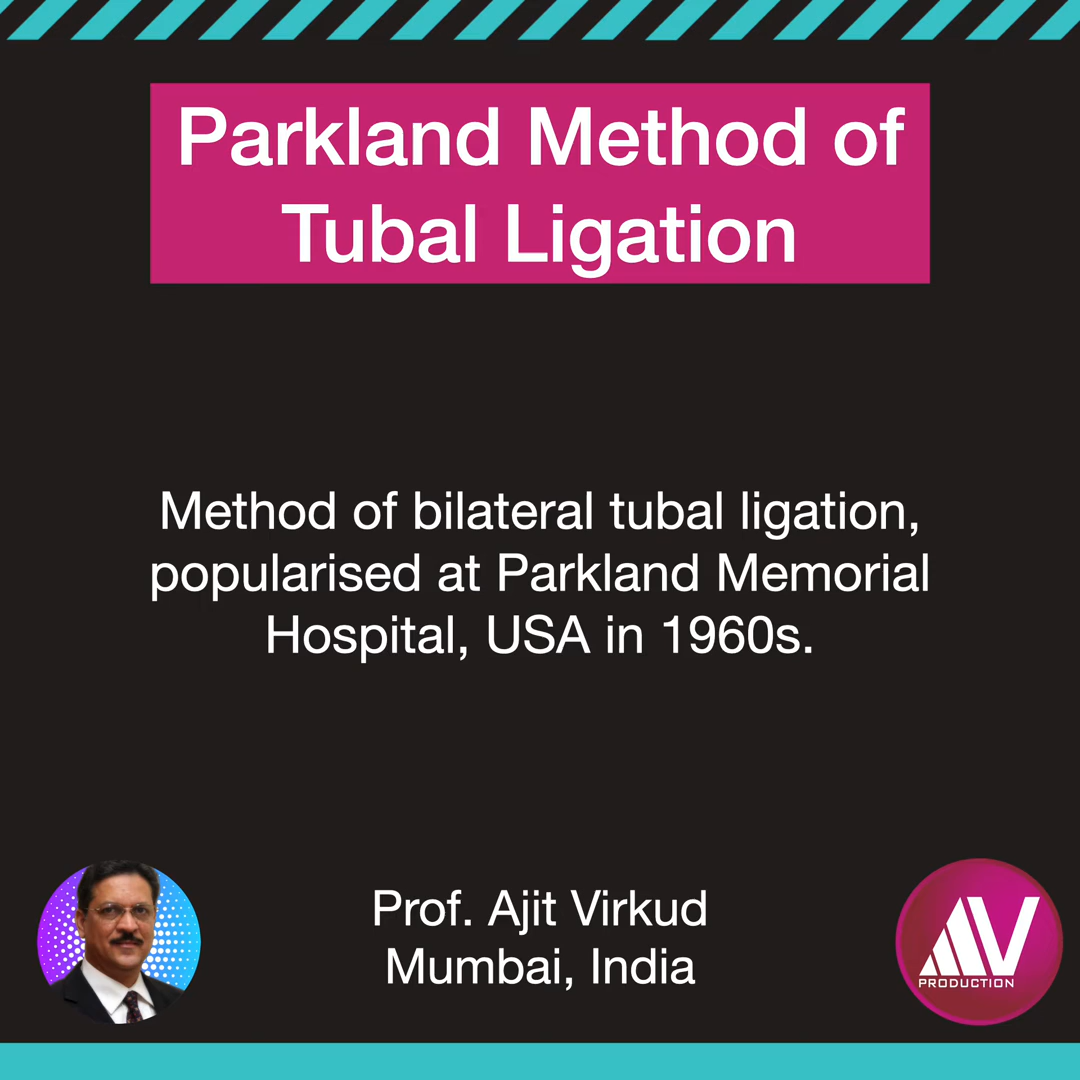 Parkland Method of
Tubal Ligation
Method of bilateral tubal ligation,
popularised at Parkland Memorial
Hospital, USA in 1960s.
Prof. Ajit Virkud
Mumbai, India
AV
PRODUCTION